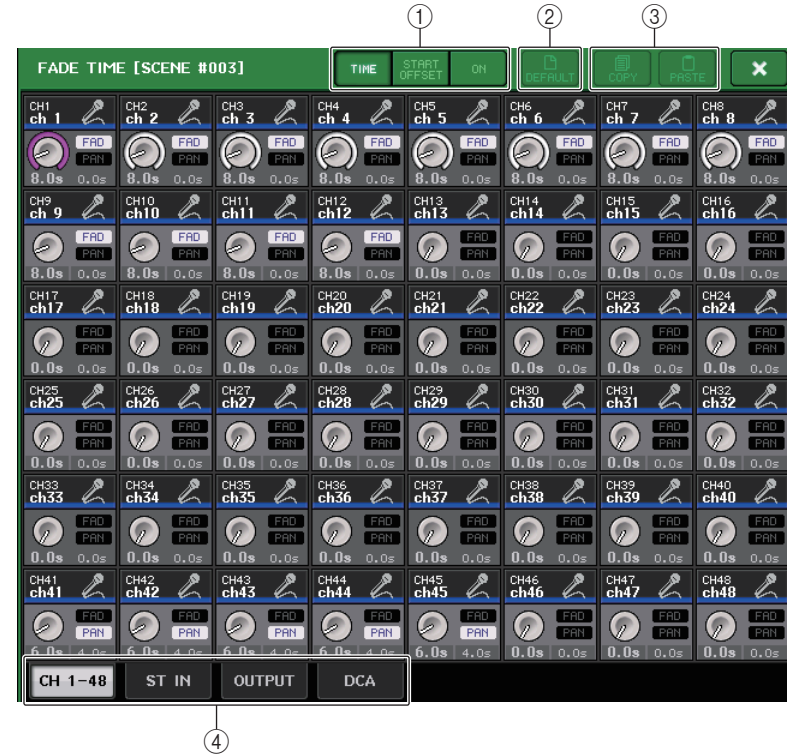 ① ② ③
FADE TIME [SCENE #003] TIME START OFFSET ON DEFAULT COPY PASTE ×
CH1 CH2 CH3 CH4 CH5 CH6 CH7 CH8
ch 1 ch 2 ch 3 ch 4 ch 5 ch 6 ch 7 ch 8
FAD FAD FAD FAD FAD FAD FAD FAD
PAN PAN PAN PAN PAN PAN PAN PAN
8.0s 0.0s 8.0s 0.0s 8.0s 0.0s 8.0s 0.0s 8.0s 0.0s 8.0s 0.0s 8.0s 0.0s 8.0s 0.0s
CH9 CH10 CH11 CH12 CH13 CH14 CH15 CH16
ch 9 ch10 ch11 ch12 ch13 ch14 ch15 ch16
FAD FAD FAD FAD FAD FAD FAD FAD
PAN PAN PAN PAN PAN PAN PAN PAN
8.0s 0.0s 8.0s 0.0s 8.0s 0.0s 8.0s 0.0s 0.0s 0.0s 0.0s 0.0s 0.0s 0.0s 0.0s 0.0s
CH17 CH18 CH19 CH20 CH21 CH22 CH23 CH24
ch17 ch18 ch19 ch20 ch21 ch22 ch23 ch24
FAD FAD FAD FAD FAD FAD FAD FAD
PAN PAN PAN PAN PAN PAN PAN PAN
0.0s 0.0s 0.0s 0.0s 0.0s 0.0s 0.0s 0.0s 0.0s 0.0s 0.0s 0.0s 0.0s 0.0s 0.0s 0.0s
CH25 CH26 CH27 CH28 CH29 CH30 CH31 CH32
ch25 ch26 ch27 ch28 ch29 ch30 ch31 ch32
FAD FAD FAD FAD FAD FAD FAD FAD
PAN PAN PAN PAN PAN PAN PAN PAN
0.0s 0.0s 0.0s 0.0s 0.0s 0.0s 0.0s 0.0s 0.0s 0.0s 0.0s 0.0s 0.0s 0.0s 0.0s 0.0s
CH33 CH34 CH35 CH36 CH37 CH38 CH39 CH40
ch33 ch34 ch35 ch36 ch37 ch38 ch39 ch40
FAD FAD FAD FAD FAD FAD FAD FAD
PAN PAN PAN PAN PAN PAN PAN PAN
0.0s 0.0s 0.0s 0.0s 0.0s 0.0s 0.0s 0.0s 0.0s 0.0s 0.0s 0.0s 0.0s 0.0s 0.0s 0.0s
CH41 CH42 CH43 CH44 CH45 CH46 CH47 CH48
ch41 ch42 ch43 ch44 ch45 ch46 ch47 ch48
FAD FAD FAD FAD FAD FAD FAD FAD
PAN PAN PAN PAN PAN PAN PAN PAN
6.0s 4.0s 6.0s 4.0s 6.0s 4.0s 6.0s 4.0s 6.0s 4.0s 0.0s 0.0s 0.0s 0.0s 0.0s 0.0s
CH 1-48 ST IN OUTPUT DCA
④